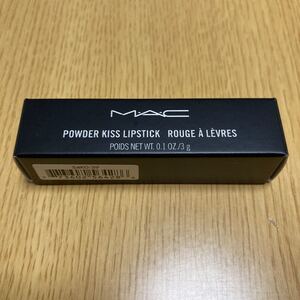 MAC
POWDER KISS LIPSTICK ROUGE À LÈVRES
POIDS NET WT. 0.1 OZ/3 g